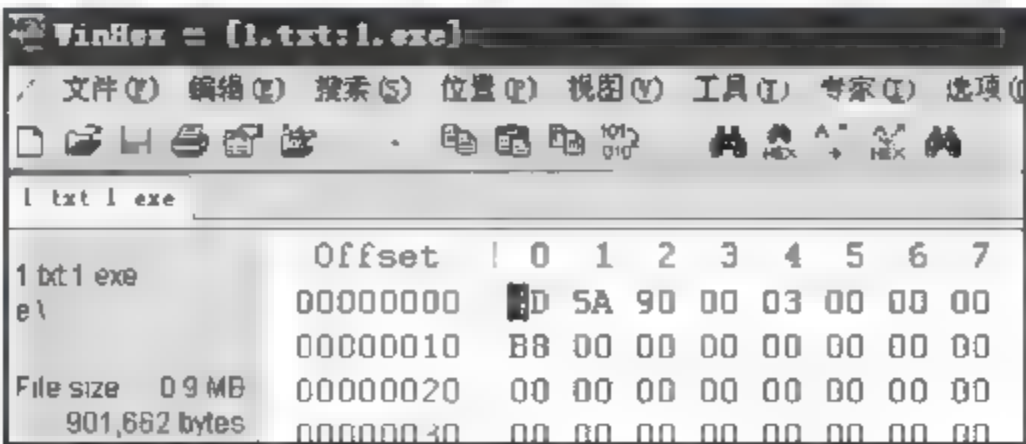 WinHex - [1.txt:1.exe]
文件(F) 编辑(E) 搜索(S) 位置(P) 视图(V) 工具(T) 专家(I) 选项(
1 txt 1 exe
Offset 0 1 2 3 4 5 6 7
1 txt 1 exe
e \
00000000 4D 5A 90 00 03 00 00 00
00000010 B8 00 00 00 00 00 00 00
File size 0 9 MB
00000020 00 00 00 00 00 00 00 00
901,662 bytes
00000030 00 00 00 00 00 00 00 00